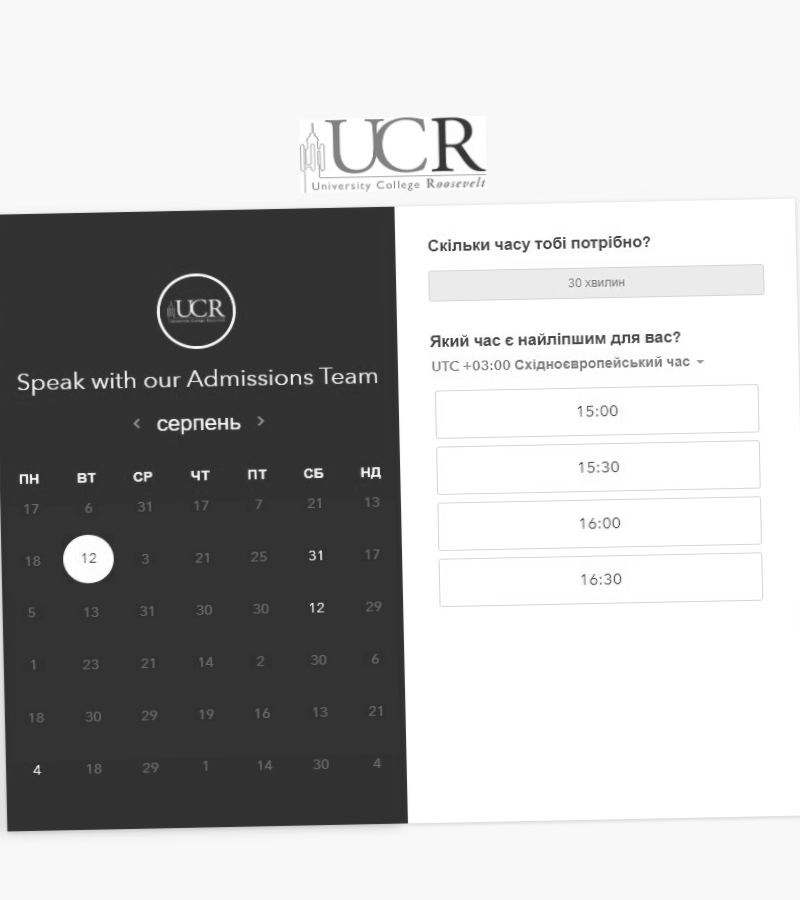 UCR
University College Roosevelt
UCR
University College Roosevelt
Speak with our Admissions Team
‹ серпень ›
ПН ВТ СР ЧТ ПТ СБ НД
17 6 31 17 7 21 13
18 12 3 21 25 31 17
5 13 31 30 30 12 29
1 23 21 14 2 30 6
18 30 29 19 16 13 21
4 18 29 1 14 30 4
Скільки часу тобі потрібно?
30 хвилин
Який час є найліпшим для вас?
UTC +03:00 Східноєвропейський час
15:00
15:30
16:00
16:30